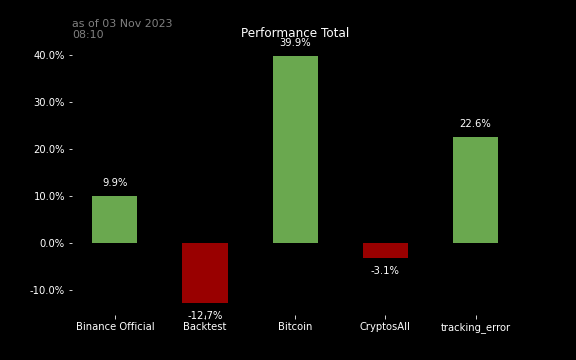 as of 03 Nov 2023
08:10
Performance Total
40.0%
30.0%
20.0%
10.0%
0.0%
-10.0%
9.9%
-12.7%
39.9%
-3.1%
22.6%
Binance Official
Backtest
Bitcoin
CryptosAll
tracking_error